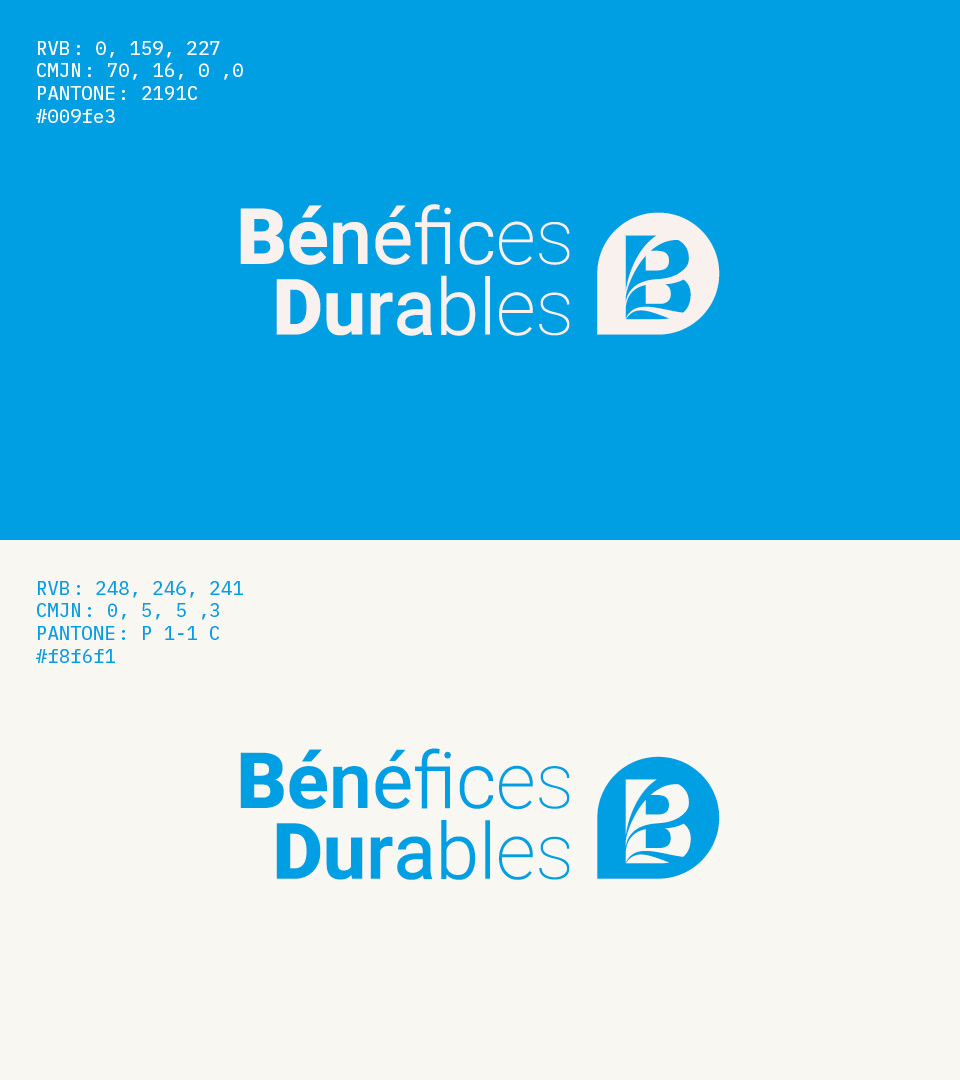 RVB: 0, 159, 227
CMJN: 70, 16, 0 ,0
PANTONE: 2191C
#009fe3
Bénéfices
Durables
B
RVB: 248, 246, 241
CMJN: 0, 5, 5 ,3
PANTONE: P 1-1 C
#f8f6f1
Bénéfices
Durables
B